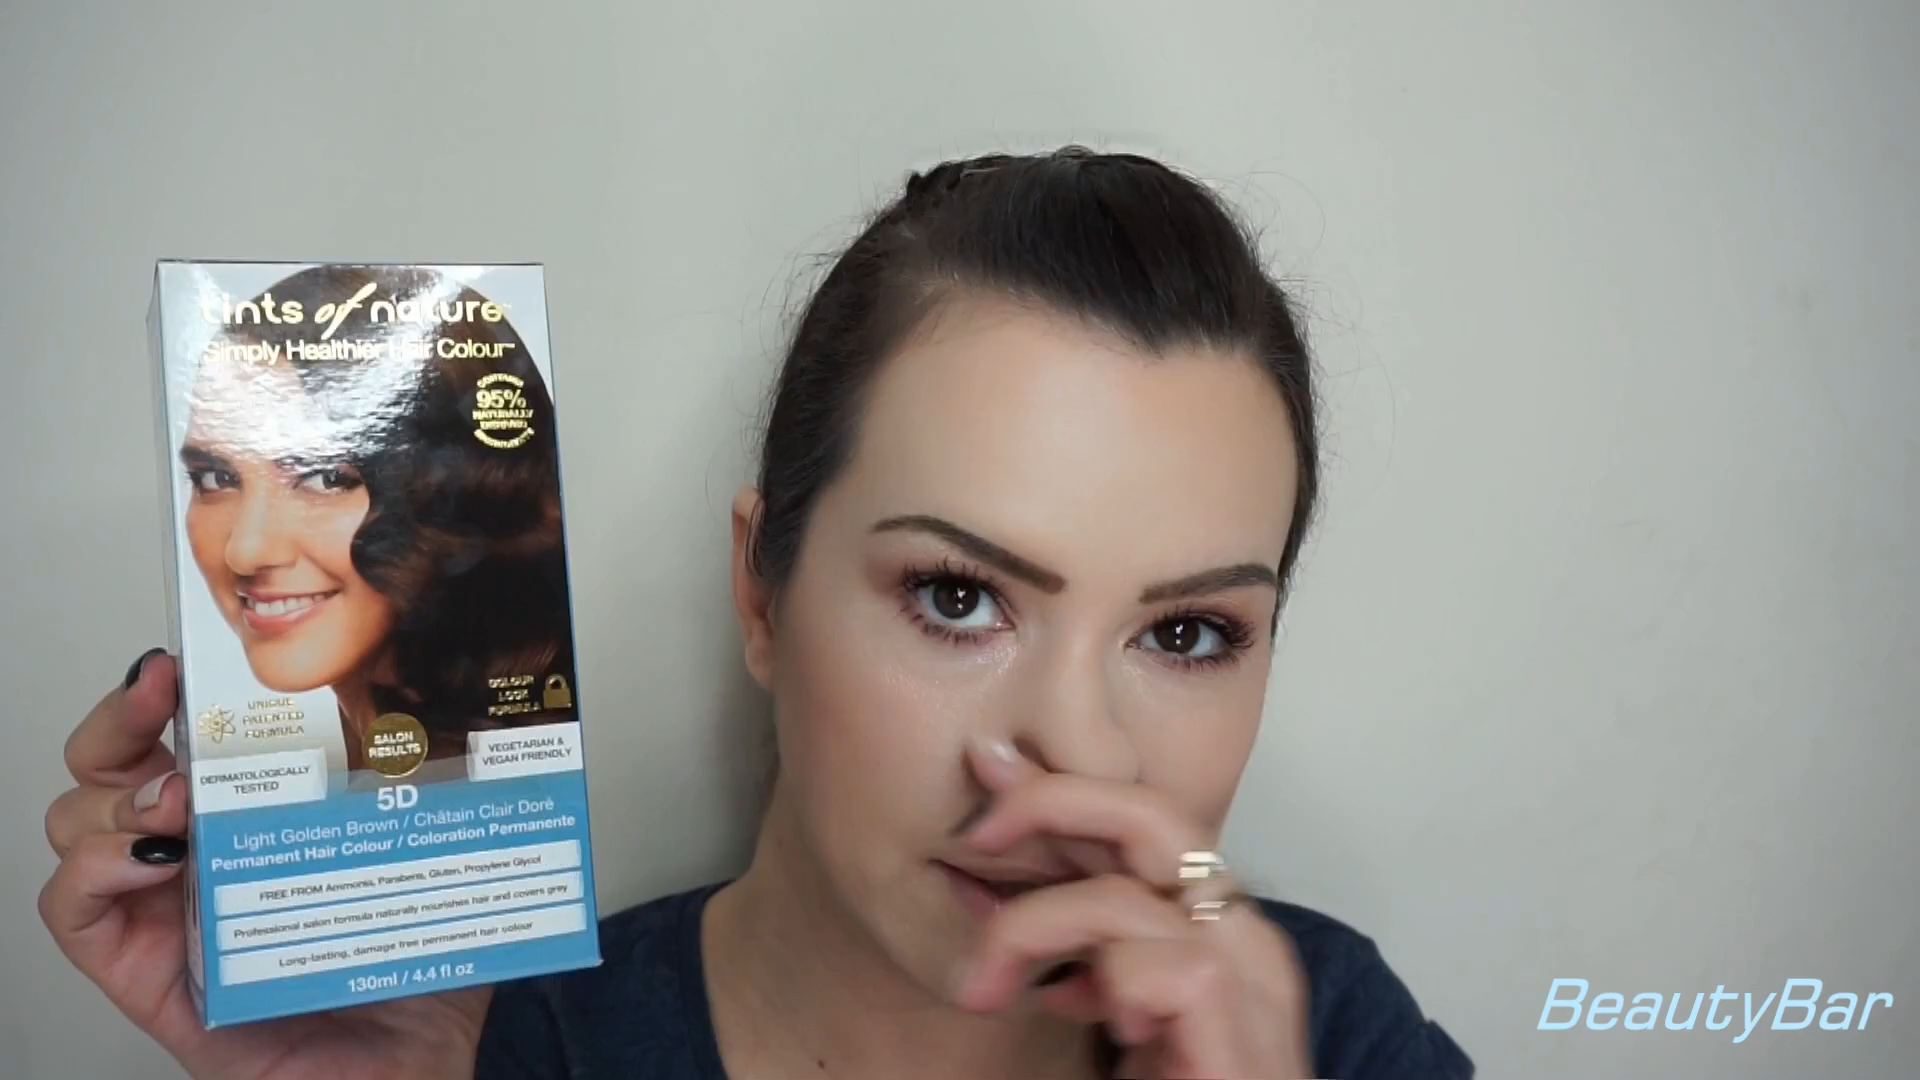 tints of nature™
Simply Healthier Hair Colour™
CONTAINS
95%
NATURALLY
DERIVED
INGREDIENTS
COLOUR
LOCK
FORMULA
UNIQUE
PATENTED
FORMULA
SALON
RESULTS
VEGETARIAN &
VEGAN FRIENDLY
DERMATOLOGICALLY
TESTED
5D
Light Golden Brown / Châtain Clair Doré
Permanent Hair Colour / Coloration Permanente
FREE FROM Ammonia, Parabens, Gluten, Propylene Glycol
Professional salon formula naturally nourishes hair and covers grey
Long-lasting, damage free permanent hair colour
130ml / 4.4 fl oz
BeautyBar